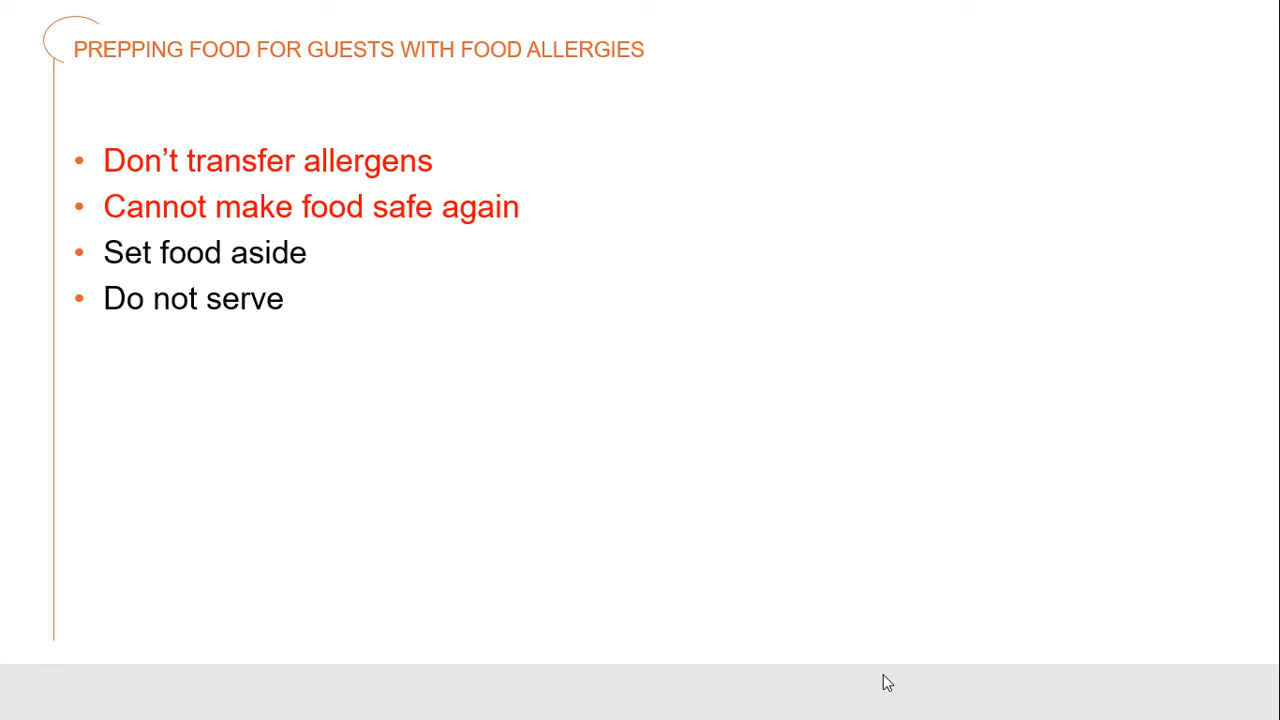 PREPPING FOOD FOR GUESTS WITH FOOD ALLERGIES
• Don’t transfer allergens
• Cannot make food safe again
• Set food aside
• Do not serve